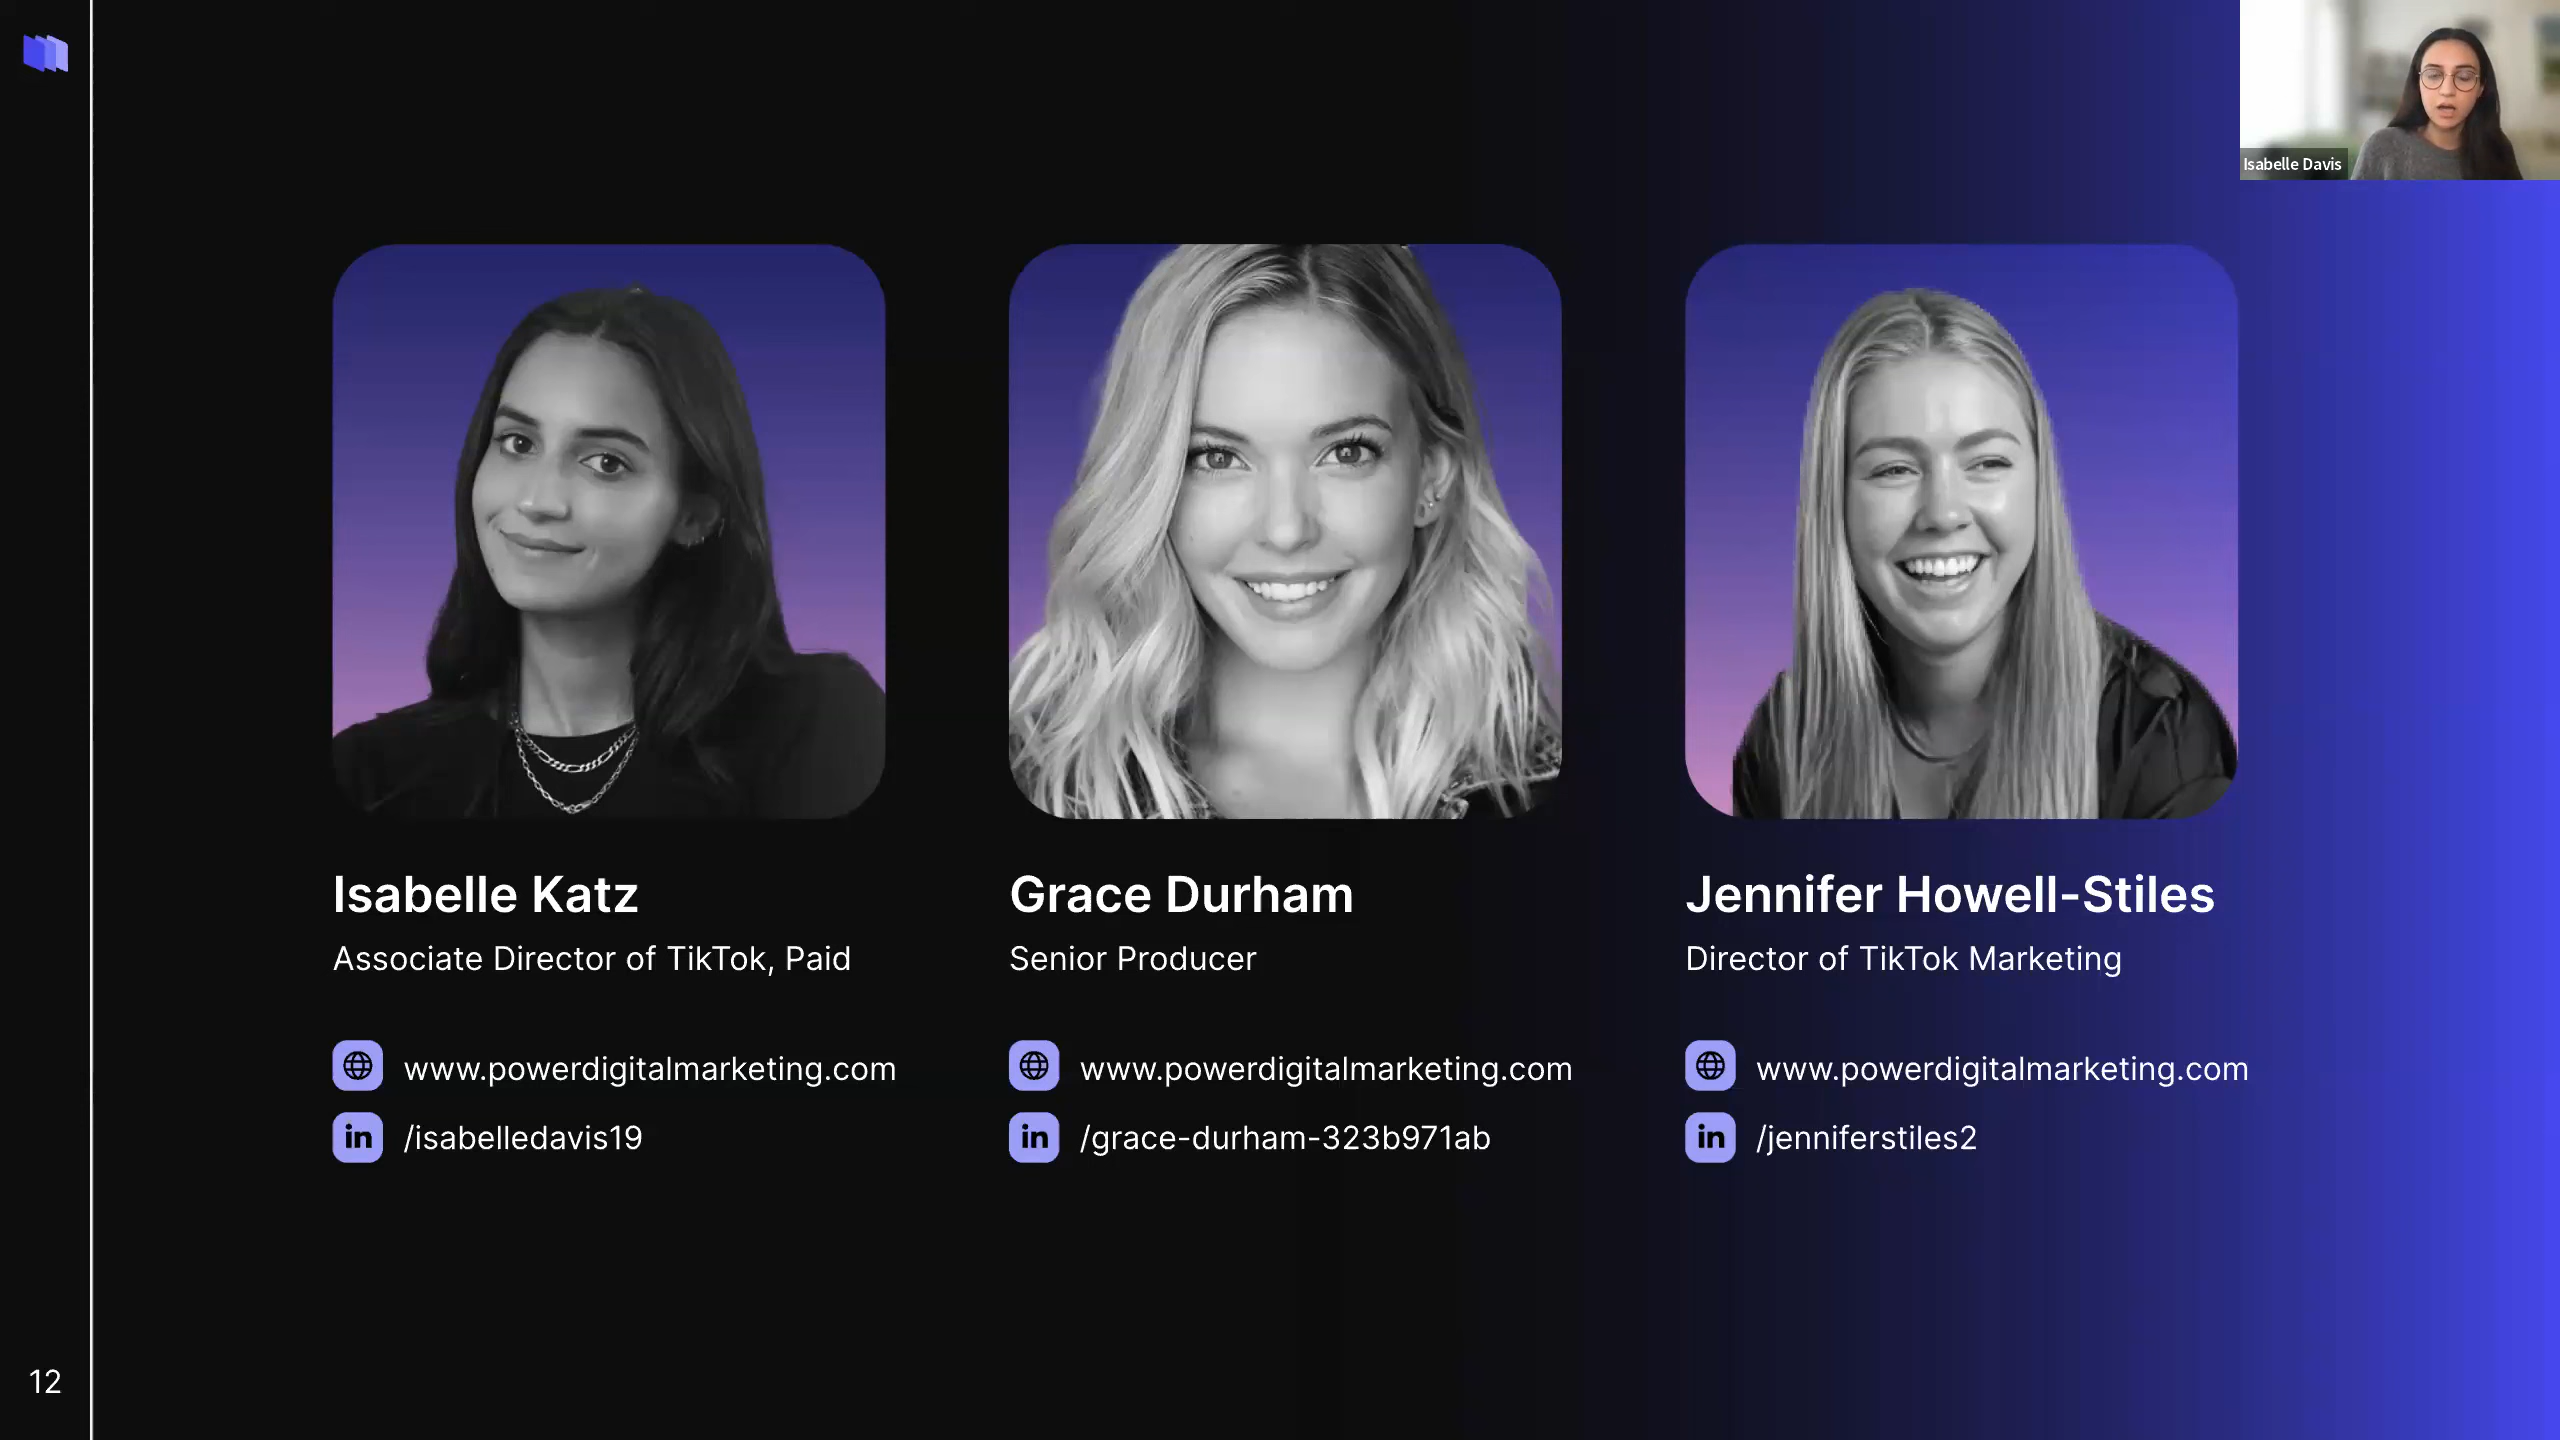 Isabelle Davis
Isabelle Katz
Associate Director of TikTok, Paid
www.powerdigitalmarketing.com
/isabelledavis19
Grace Durham
Senior Producer
www.powerdigitalmarketing.com
/grace-durham-323b971ab
Jennifer Howell-Stiles
Director of TikTok Marketing
www.powerdigitalmarketing.com
/jenniferstiles2
12